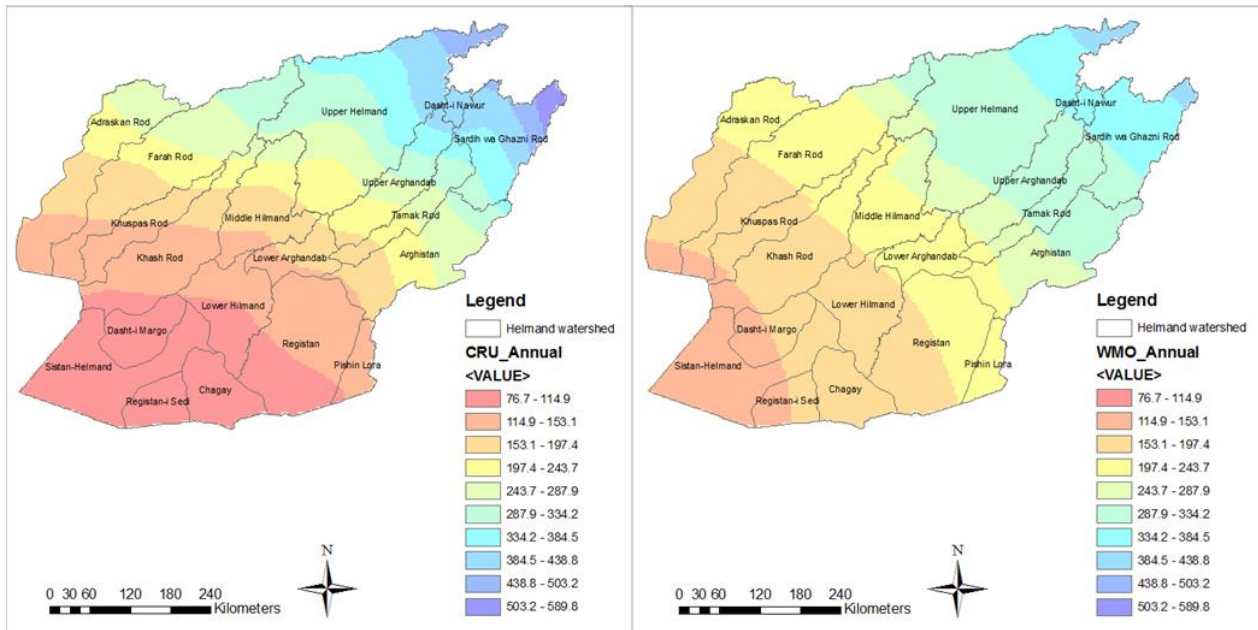 Adraskan Rod
Farah Rod
Upper Helmand
Dasht-i Nawur
Sardih wa Ghazni Rod
Upper Arghandab
Khuspas Rod
Middle Hilmand
Tamak Rod
Khash Rod
Lower Arghandab
Arghistan
Lower Hilmand
Dasht-i Margo
Registan
Sistan-Helmand
Pishin Lora
Registan-i Sedi
Chagay
Legend
Helmand watershed
CRU_Annual
<VALUE>
76.7 - 114.9
114.9 - 153.1
153.1 - 197.4
197.4 - 243.7
243.7 - 287.9
287.9 - 334.2
334.2 - 384.5
384.5 - 438.8
438.8 - 503.2
503.2 - 589.8
N
0 30 60 120 180 240
Kilometers
Adraskan Rod
Farah Rod
Upper Helmand
Dasht-i Nawur
Sardih wa Ghazni Rod
Upper Arghandab
Khuspas Rod
Middle Hilmand
Tamak Rod
Khash Rod
Lower Arghandab
Arghistan
Lower Hilmand
Dasht-i Margo
Registan
Sistan-Helmand
Pishin Lora
Registan-i Sedi
Chagay
Legend
Helmand watershed
WMO_Annual
<VALUE>
76.7 - 114.9
114.9 - 153.1
153.1 - 197.4
197.4 - 243.7
243.7 - 287.9
287.9 - 334.2
334.2 - 384.5
384.5 - 438.8
438.8 - 503.2
503.2 - 589.8
N
0 30 60 120 180 240
Kilometers